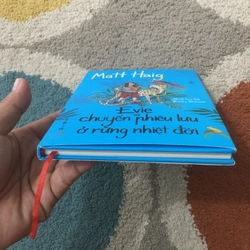 Matt Haig
Evie
chuyến phiêu lưu
ở rừng nhiệt đới